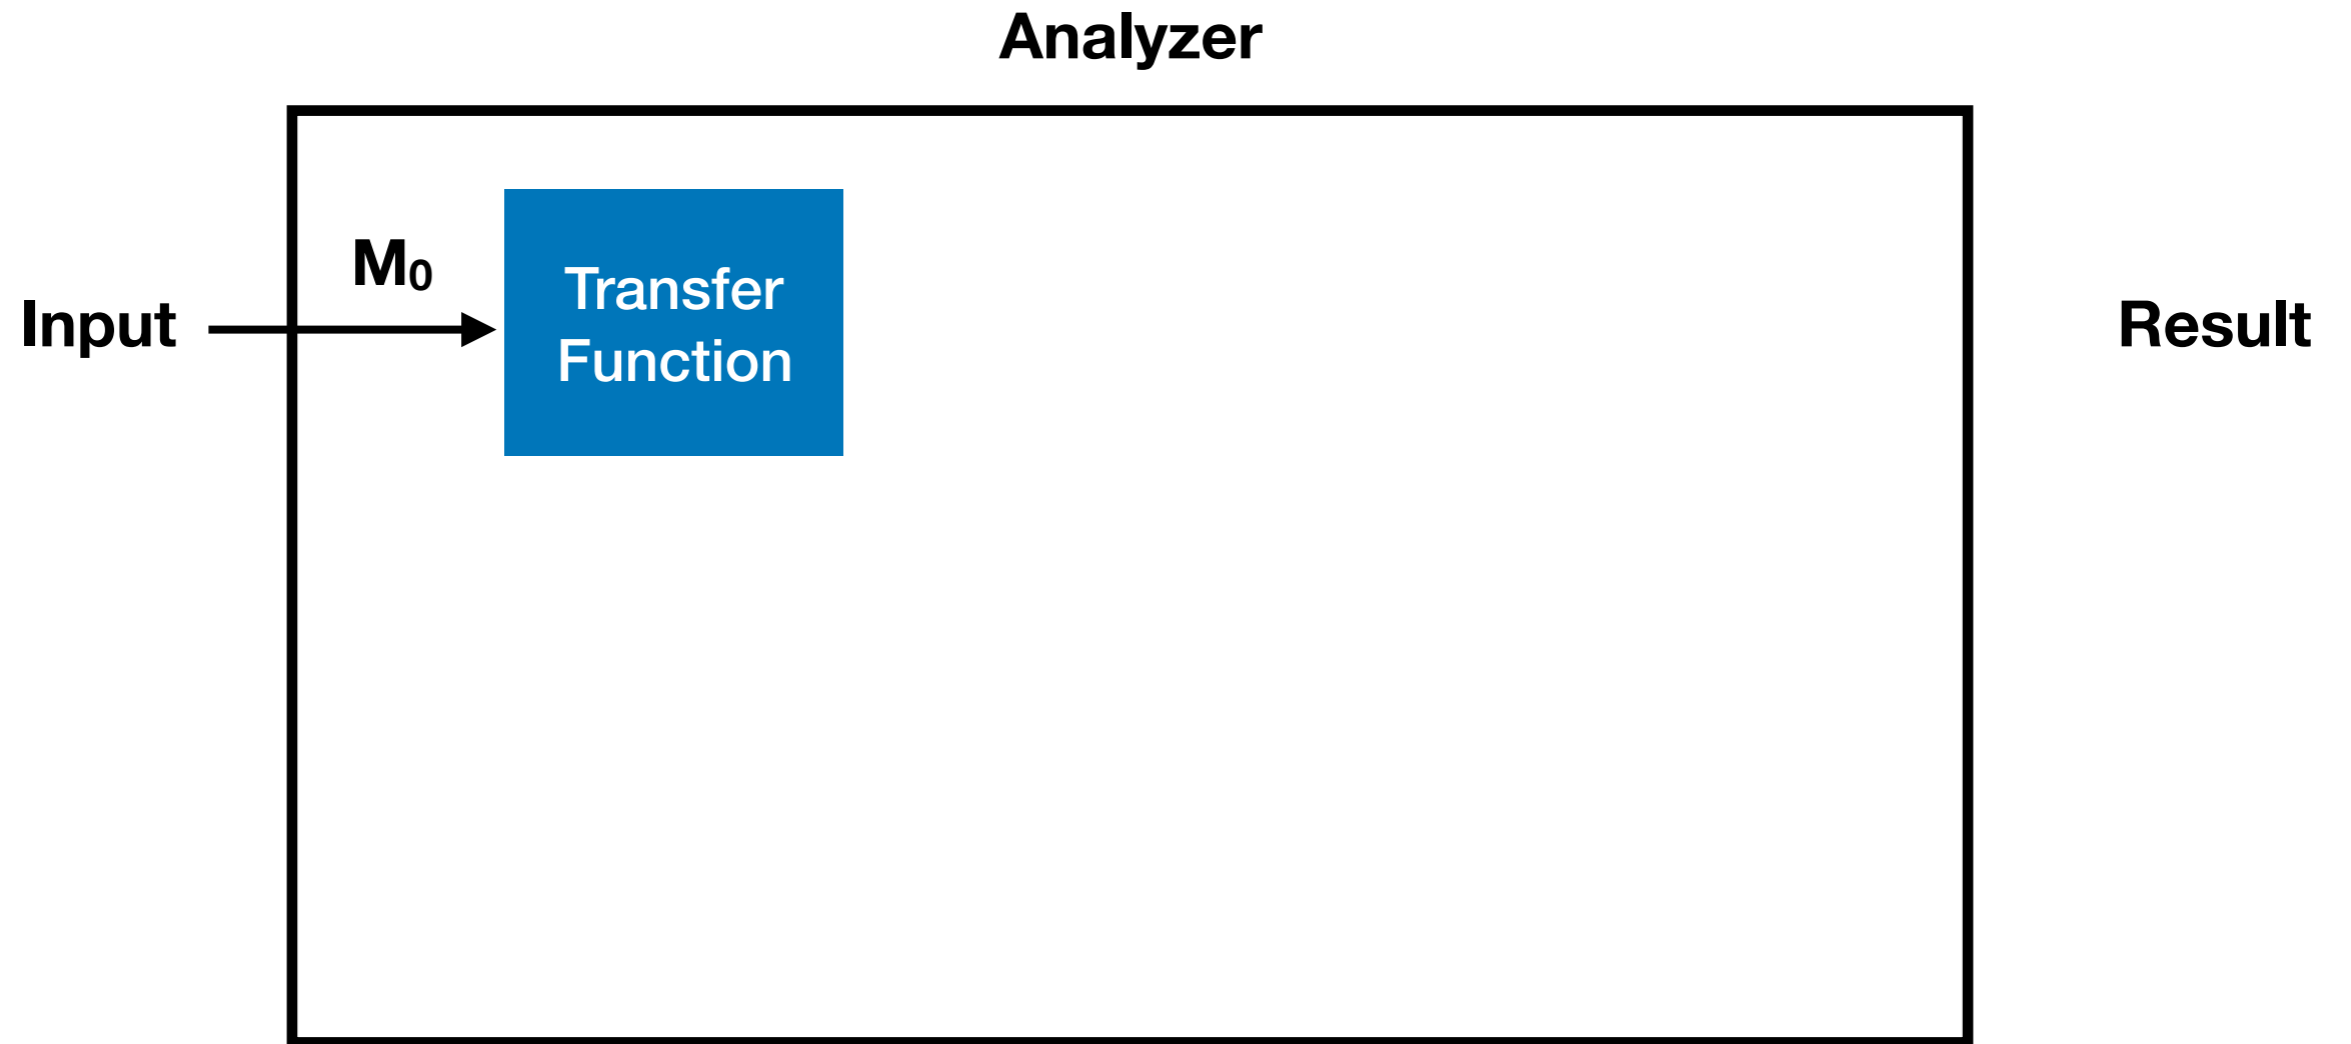 Analyzer
M₀
Input
Transfer
Function
Result